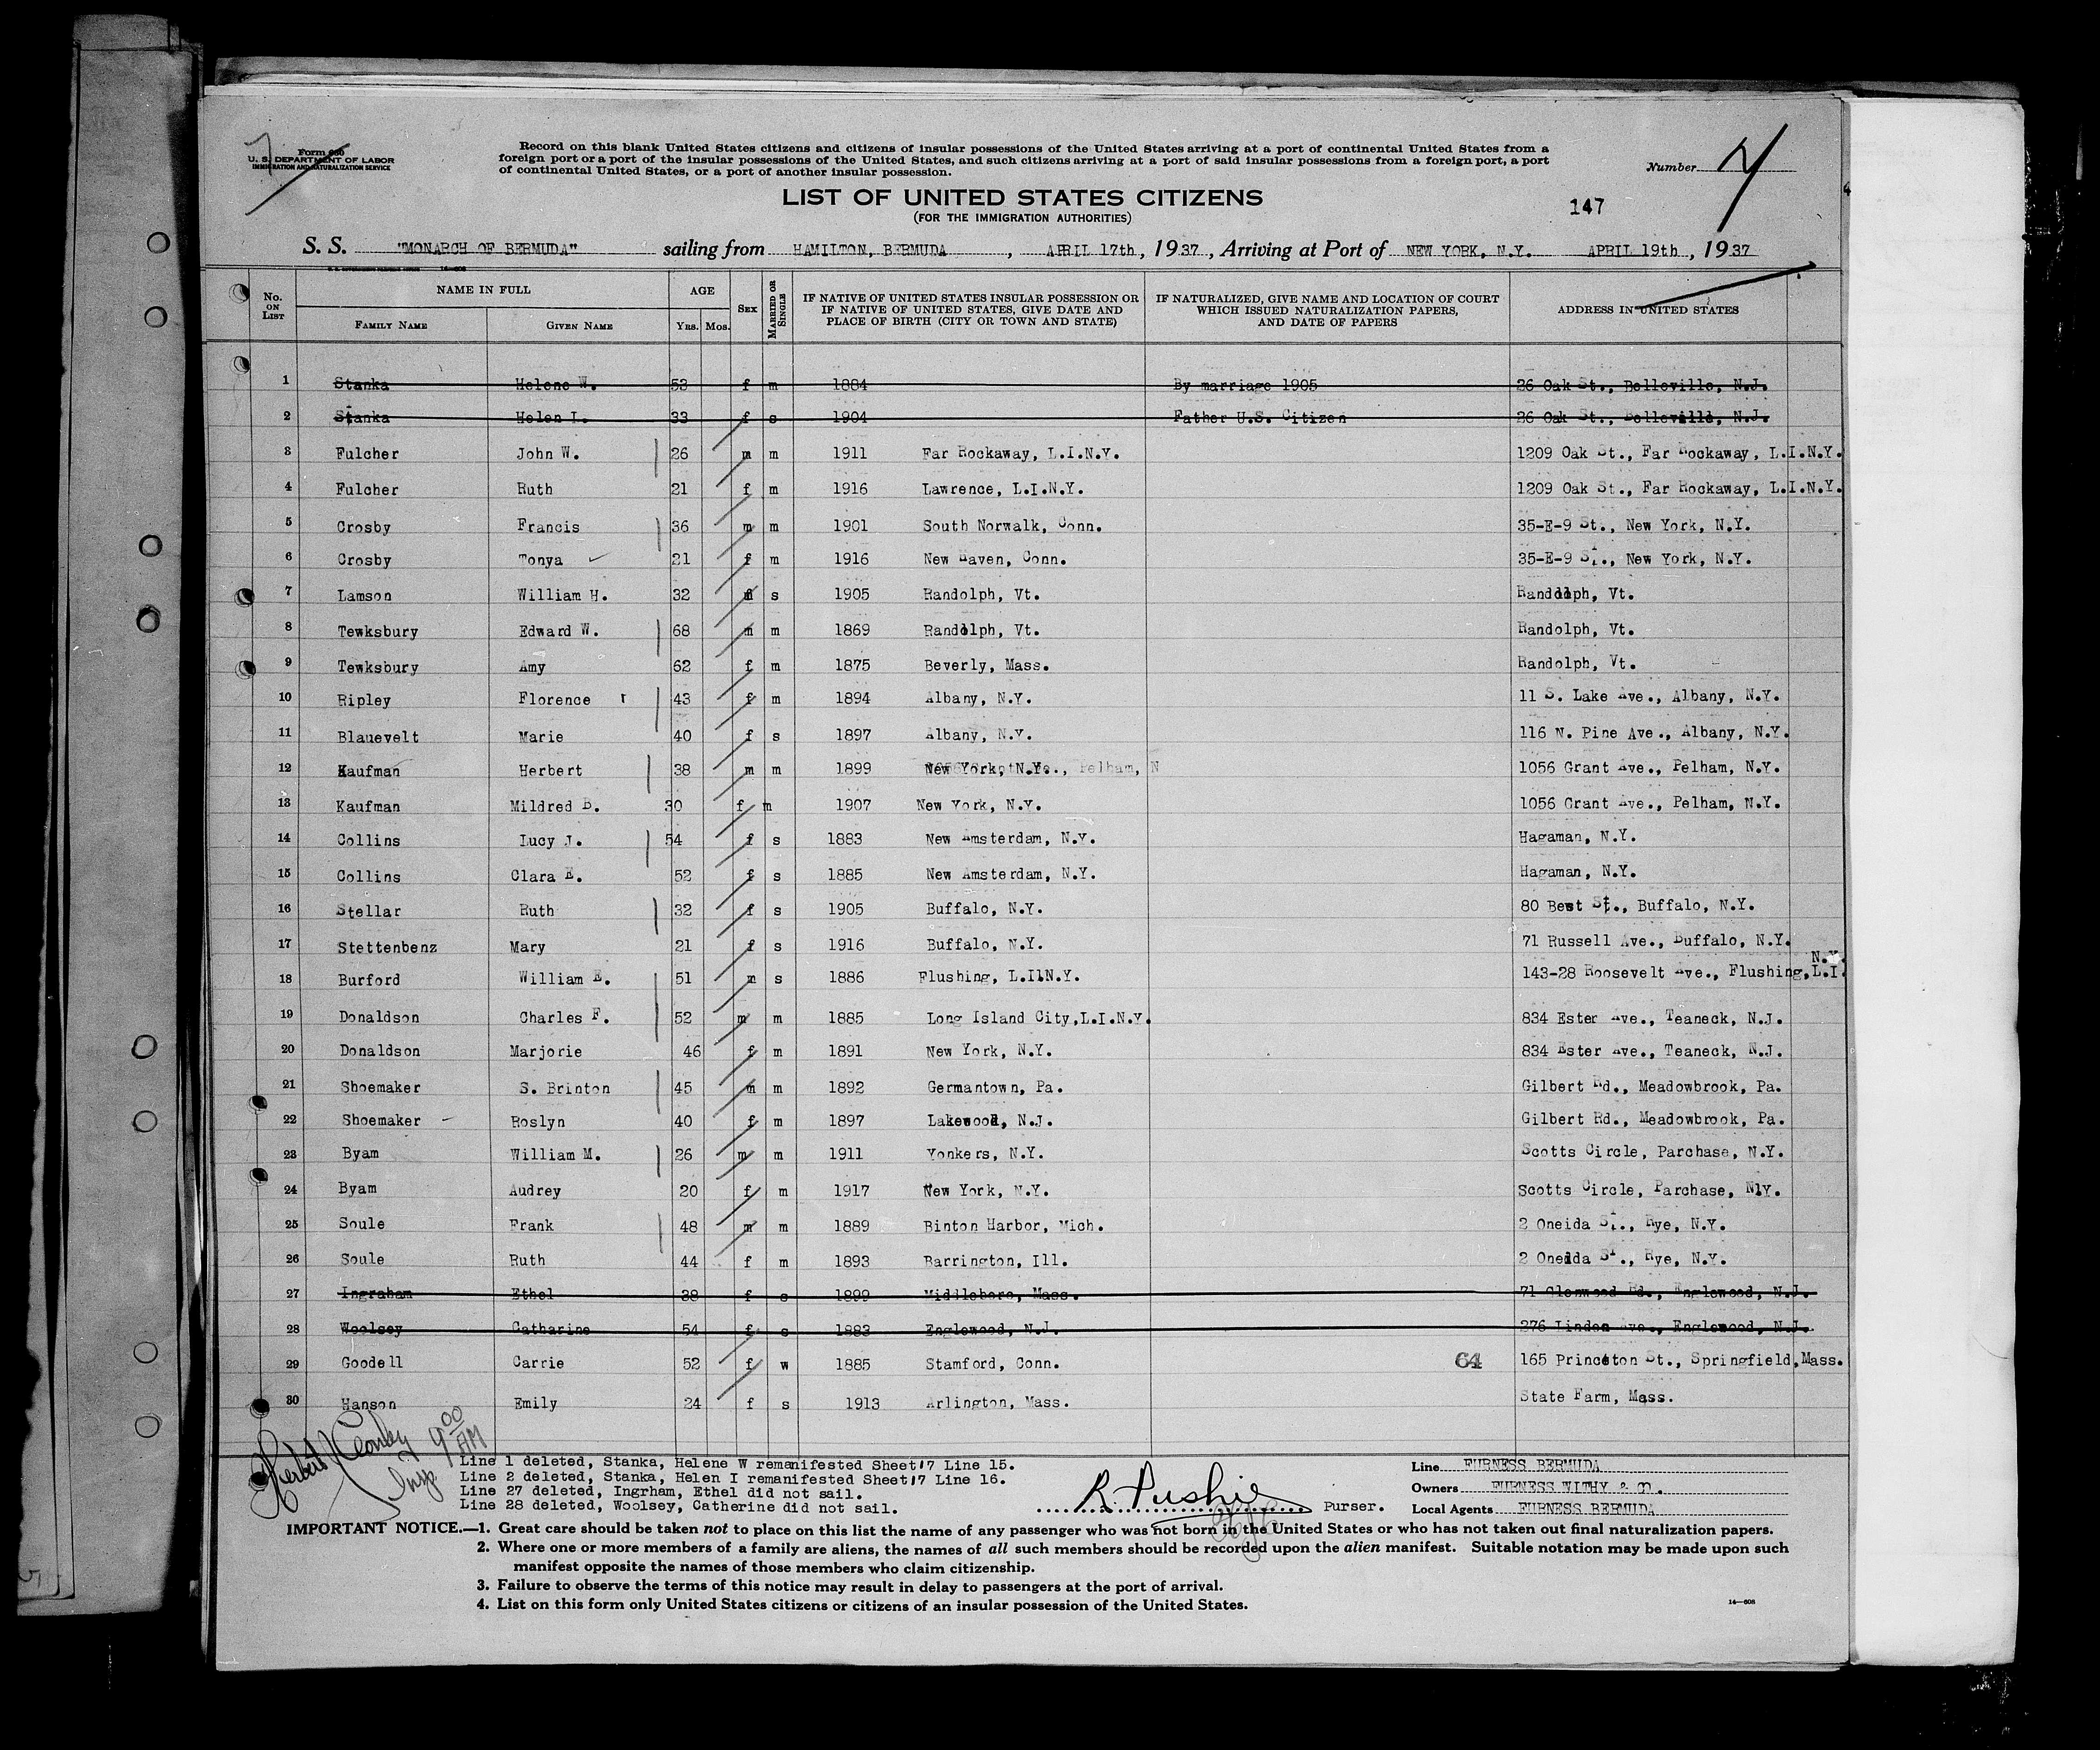 Form 630
U. S. DEPARTMENT OF LABOR
IMMIGRATION AND NATURALIZATION SERVICE
Record on this blank United States citizens and citizens of insular possessions of the United States arriving at a port of continental United States from a
foreign port or a port of the insular possessions of the United States, and such citizens arriving at a port of said insular possessions from a foreign port, a port
of continental United States, or a port of another insular possession.
Number
LIST OF UNITED STATES CITIZENS
(FOR THE IMMIGRATION AUTHORITIES)
147
S. S. "MONARCH OF BERMUDA" sailing from HAMILTON, BERMUDA, APRIL 17th, 1937, Arriving at Port of NEW YORK, N.Y. APRIL 19th, 1937
No. ON LIST NAME IN FULL FAMILY NAME GIVEN NAME AGE YRS. MOS. SEX MARRIED OR SINGLE IF NATIVE OF UNITED STATES INSULAR POSSESSION OR IF NATIVE OF UNITED STATES, GIVE DATE AND PLACE OF BIRTH (CITY OR TOWN AND STATE) IF NATURALIZED, GIVE NAME AND LOCATION OF COURT WHICH ISSUED NATURALIZATION PAPERS, AND DATE OF PAPERS ADDRESS IN UNITED STATES
1 Stanka Helene W. 53 f m 1884 By marriage 1905 26 Oak St., Belleville, N.J.
2 Stanka Helen I. 33 f s 1904 Father U.S. Citizen 26 Oak St., Belleville, N.J.
3 Fulcher John W. 26 m m 1911 Far Rockaway, L.I.N.Y. 1209 Oak St., Far Rockaway, L.I.N.Y.
4 Fulcher Ruth 21 f m 1916 Lawrence, L.I.N.Y. 1209 Oak St., Far Rockaway, L.I.N.Y.
5 Crosby Francis 36 m m 1901 South Norwalk, Conn. 35-E-9 St., New York, N.Y.
6 Crosby Tonya 21 f m 1916 New Haven, Conn. 35-E-9 St., New York, N.Y.
7 Lamson William H. 32 m s 1905 Randolph, Vt. Randolph, Vt.
8 Tewksbury Edward W. 68 m m 1869 Randolph, Vt. Randolph, Vt.
9 Tewksbury Amy 62 f m 1875 Beverly, Mass. Randolph, Vt.
10 Ripley Florence 43 f m 1894 Albany, N.Y. 11 S. Lake Ave., Albany, N.Y.
11 Blauevelt Marie 40 f s 1897 Albany, N.Y. 116 N. Pine Ave., Albany, N.Y.
12 Kaufman Herbert 38 m m 1899 New York, N.Y. 1056 Grant Ave., Pelham, N.Y.
13 Kaufman Mildred B. 30 f m 1907 New York, N.Y. 1056 Grant Ave., Pelham, N.Y.
14 Collins Lucy J. 54 f s 1883 New Amsterdam, N.Y. Hagaman, N.Y.
15 Collins Clara E. 52 f s 1885 New Amsterdam, N.Y. Hagaman, N.Y.
16 Stellar Ruth 32 f s 1905 Buffalo, N.Y. 80 Best St., Buffalo, N.Y.
17 Stettenbenz Mary 21 f s 1916 Buffalo, N.Y. 71 Russell Ave., Buffalo, N.Y.
18 Burford William E. 51 m s 1886 Flushing, L.I1N.Y. 143-28 Roosevelt Ave., Flushing,L.I. N.Y.
19 Donaldson Charles F. 52 m m 1885 Long Island City,L.I.N.Y. 834 Ester Ave., Teaneck, N.J.
20 Donaldson Marjorie 46 f m 1891 New York, N.Y. 834 Ester Ave., Teaneck, N.J.
21 Shoemaker S. Brinton 45 m m 1892 Germantown, Pa. Gilbert Rd., Meadowbrook, Pa.
22 Shoemaker Roslyn 40 f m 1897 Lakewood, N.J. Gilbert Rd., Meadowbrook, Pa.
23 Byam William M. 26 m m 1911 Yonkers, N.Y. Scotts Circle, Parchase, N.Y.
24 Byam Audrey 20 f m 1917 New York, N.Y. Scotts Circle, Parchase, N1Y.
25 Soule Frank 48 m m 1889 Binton Harbor, Mich. 2 Oneida St., Rye, N.Y.
26 Soule Ruth 44 f m 1893 Barrington, Ill. 2 Oneida St., Rye, N.Y.
27 Ingraham Ethel 38 f s 1899 Middleboro, Mass. 71 Glenwood Rd., Englewood, N.J.
28 Woolsey Catharine 54 f s 1883 Englewood, N.J. 276 Linden Ave., Englewood, N.J.
29 Goodell Carrie 52 f w 1885 Stamford, Conn. 64 165 Princeton St., Springfield,Mass.
30 Hanson Emily 24 f s 1913 Arlington, Mass. State Farm, Mass.
9 00 AM
Insp.
Line 1 deleted, Stanka, Helene W remanifested Sheet17 Line 15.
Line 2 deleted, Stanka, Helen I remanifested Sheet17 Line 16.
Line 27 deleted, Ingrham, Ethel did not sail.
Line 28 deleted, Woolsey, Catherine did not sail.
R. Pushie Purser.
Line FURNESS BERMUDA
Owners FURNESS WITHY &
Local Agents FURNESS BERMUDA
IMPORTANT NOTICE.—1. Great care should be taken not to place on this list the name of any passenger who was not born in the United States or who has not taken out final naturalization papers.
2. Where one or more members of a family are aliens, the names of all such members should be recorded upon the alien manifest. Suitable notation may be made upon such
manifest opposite the names of those members who claim citizenship.
3. Failure to observe the terms of this notice may result in delay to passengers at the port of arrival.
4. List on this form only United States citizens or citizens of an insular possession of the United States.
14—608